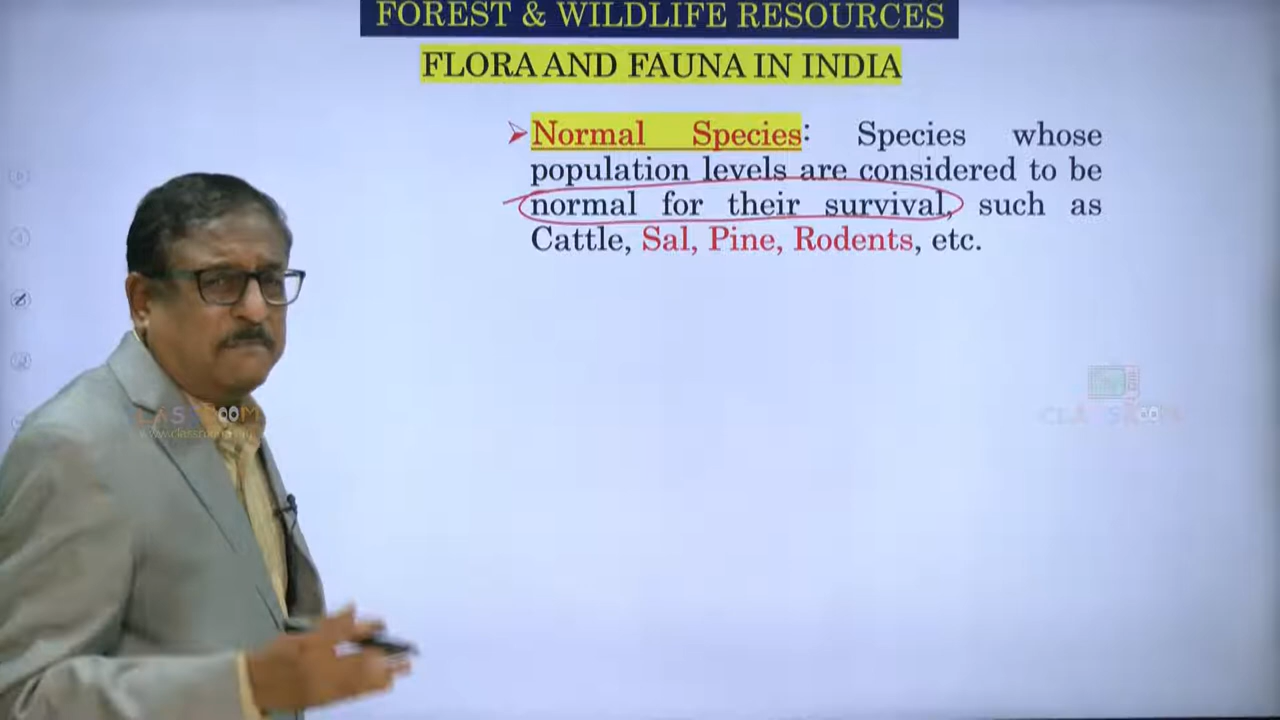 FOREST & WILDLIFE RESOURCES
FLORA AND FAUNA IN INDIA
➢ Normal Species: Species whose
population levels are considered to be
normal for their survival, such as
Cattle, Sal, Pine, Rodents, etc.